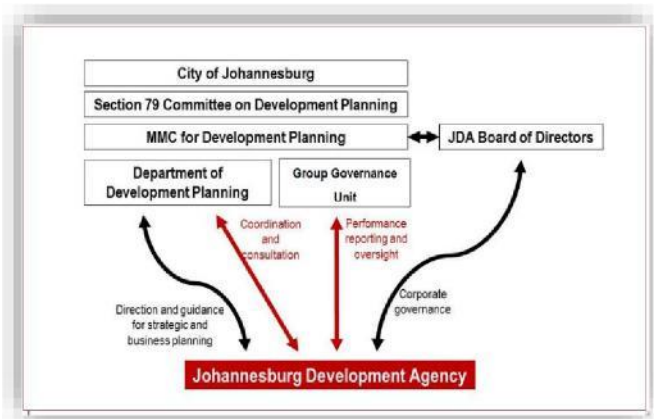 City of Johannesburg
Section 79 Committee on Development Planning
MMC for Development Planning
JDA Board of Directors
Department of
Development Planning
Group Governance
Unit
Coordination
and
consultation
Performance
reporting and
oversight
Direction and guidance
for strategic and
business planning
Corporate
governance
Johannesburg Development Agency